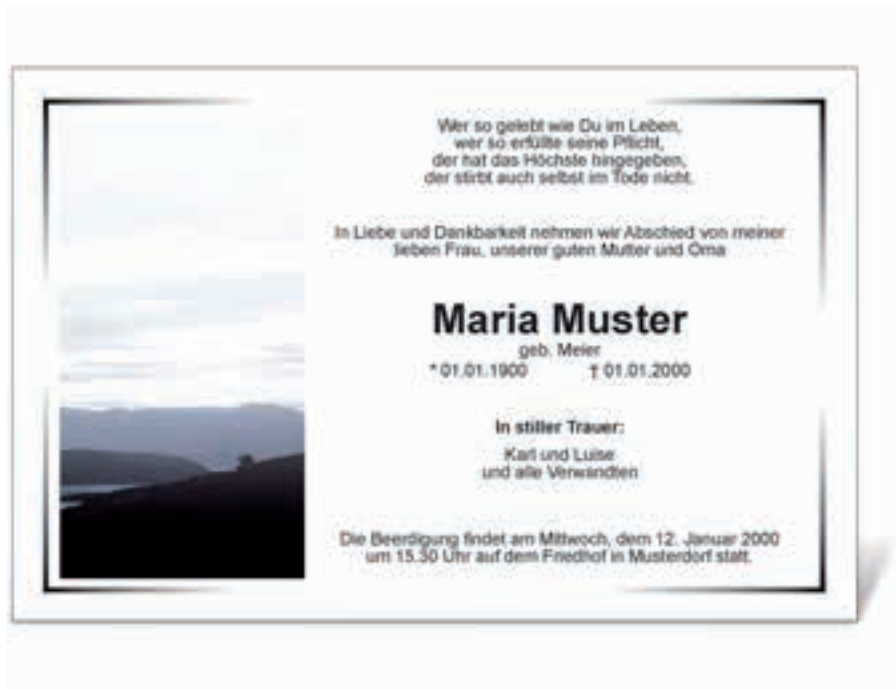 Wer so gelebt wie Du im Leben,
wer so erfüllte seine Pflicht,
der hat das Höchste hingegeben,
der stirbt auch selbst im Tode nicht.
In Liebe und Dankbarkeit nehmen wir Abschied von meiner
lieben Frau, unserer guten Mutter und Oma
Maria Muster
geb. Meier
* 01.01.1900 † 01.01.2000
In stiller Trauer:
Karl und Luise
und alle Verwandten
Die Beerdigung findet am Mittwoch, dem 12. Januar 2000
um 15.30 Uhr auf dem Friedhof in Musterdorf statt.